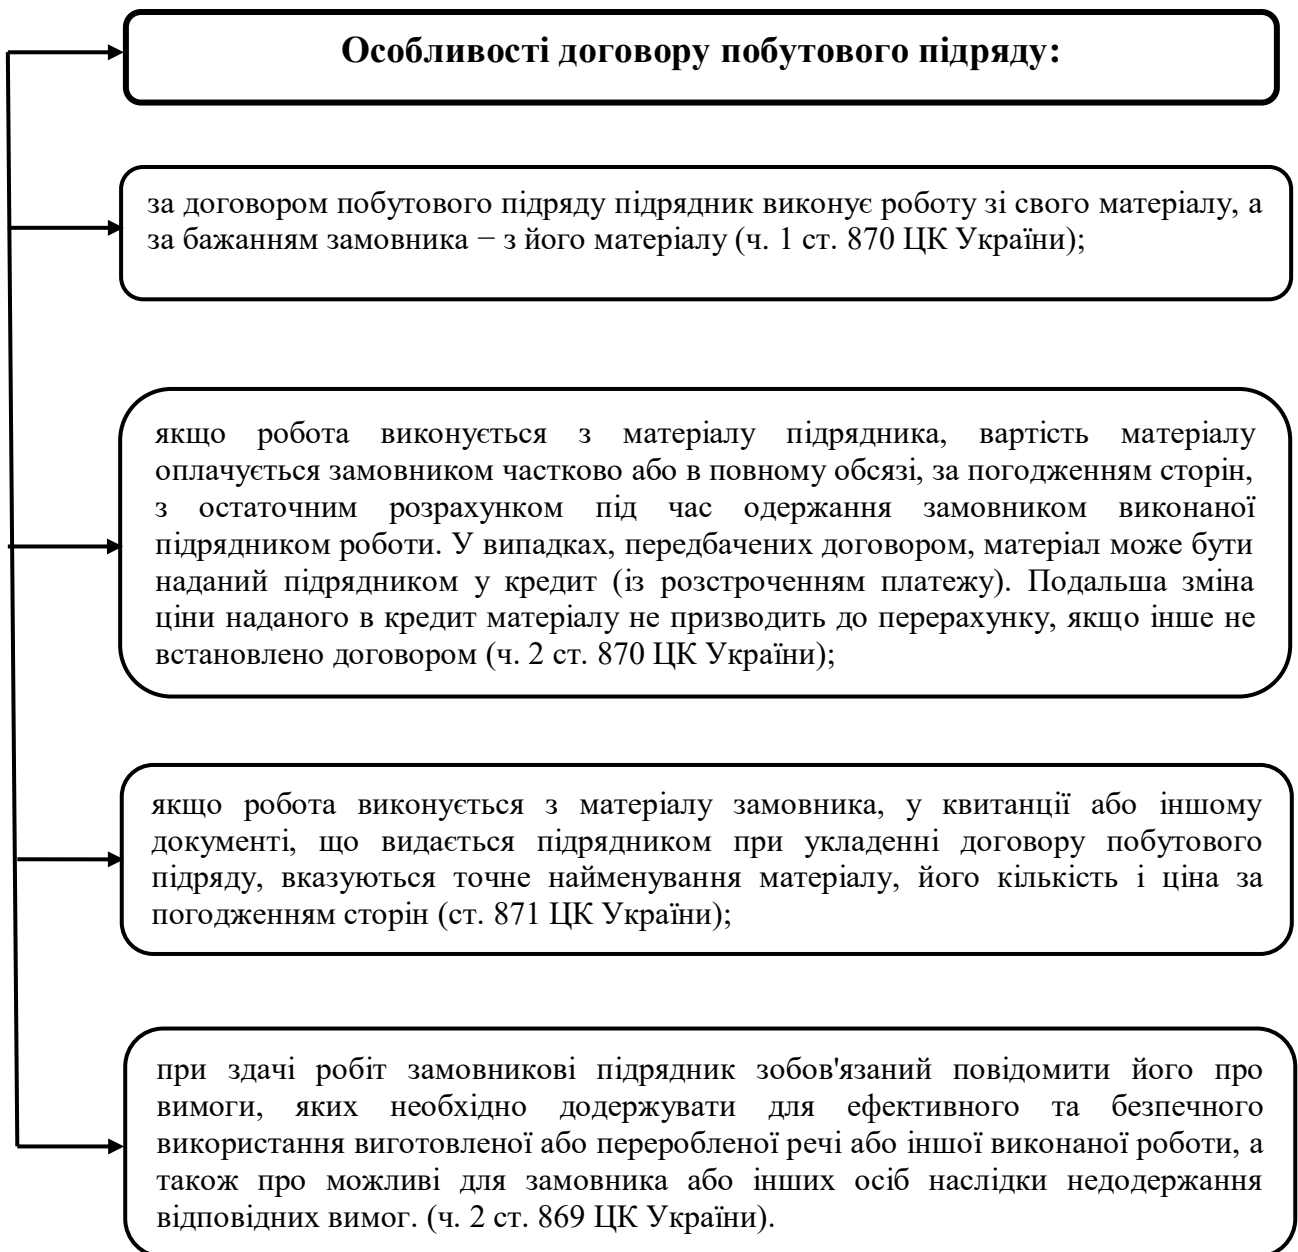 Особливості договору побутового підряду:
за договором побутового підряду підрядник виконує роботу зі свого матеріалу, а
за бажанням замовника − з його матеріалу (ч. 1 ст. 870 ЦК України);
якщо робота виконується з матеріалу підрядника, вартість матеріалу
оплачується замовником частково або в повному обсязі, за погодженням сторін,
з остаточним розрахунком під час одержання замовником виконаної
підрядником роботи. У випадках, передбачених договором, матеріал може бути
наданий підрядником у кредит (із розстроченням платежу). Подальша зміна
ціни наданого в кредит матеріалу не призводить до перерахунку, якщо інше не
встановлено договором (ч. 2 ст. 870 ЦК України);
якщо робота виконується з матеріалу замовника, у квитанції або іншому
документі, що видається підрядником при укладенні договору побутового
підряду, вказуються точне найменування матеріалу, його кількість і ціна за
погодженням сторін (ст. 871 ЦК України);
при здачі робіт замовникові підрядник зобов'язаний повідомити його про
вимоги, яких необхідно додержувати для ефективного та безпечного
використання виготовленої або переробленої речі або іншої виконаної роботи, а
також про можливі для замовника або інших осіб наслідки недодержання
відповідних вимог. (ч. 2 ст. 869 ЦК України).